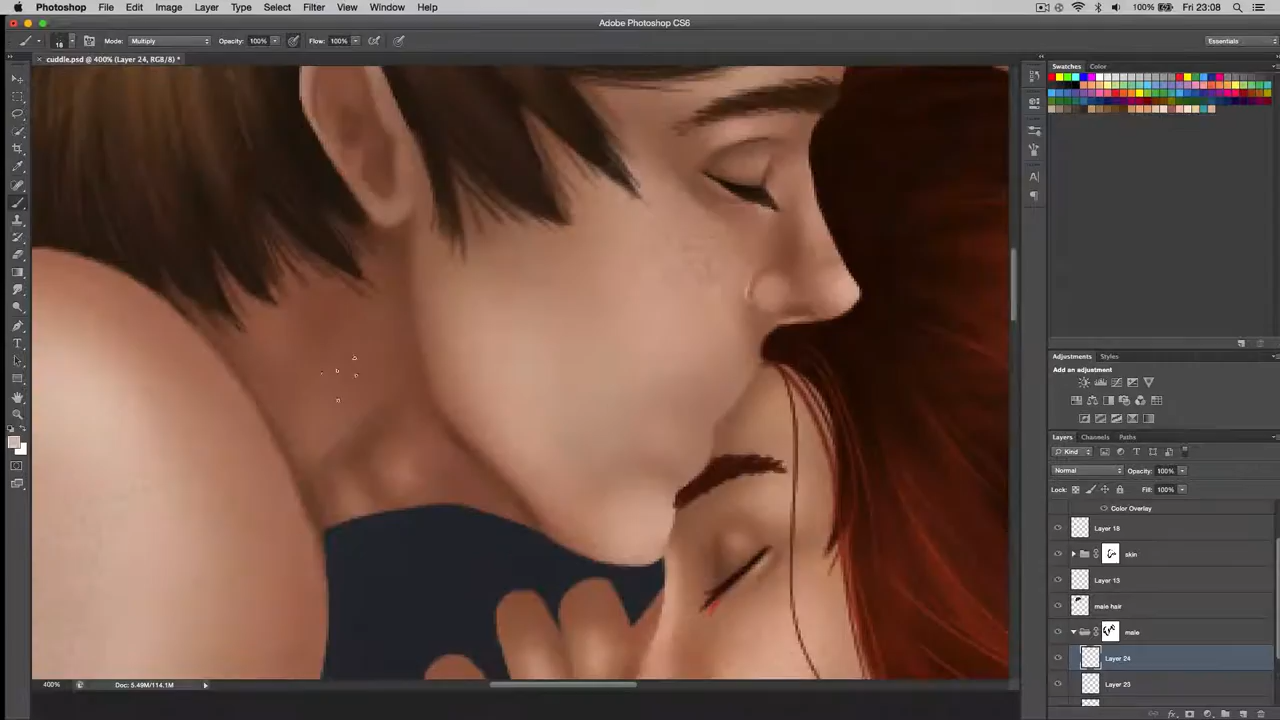 Photoshop File Edit Image Layer Type Select Filter View Window Help 100% Fri 23:08
Adobe Photoshop CS6
18 Mode: Multiply Opacity: 100% Flow: 100% Essentials
× cuddle.psd @ 400% (Layer 24, RGB/8) *
Swatches Color
Adjustments Styles
Add an adjustment
Layers Channels Paths
Kind
Normal Opacity: 100%
Lock: Fill: 100%
Color Overlay
Layer 18
skin
Layer 13
male hair
male
Layer 24
Layer 23
400% Doc: 5.49M/114.1M